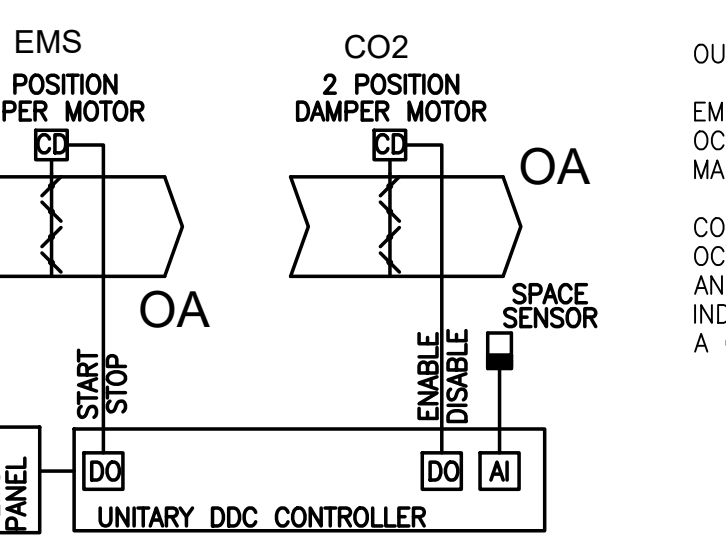 EMS
POSITION
PER MOTOR
CD
CO2
2 POSITION
DAMPER MOTOR
CD
OA
OA
SPACE
SENSOR
START
STOP
ENABLE
DISABLE
DO
DO
AI
UNITARY DDC CONTROLLER
PANEL
OU
EM
OC
MA
CO
OC
AN
IND
A